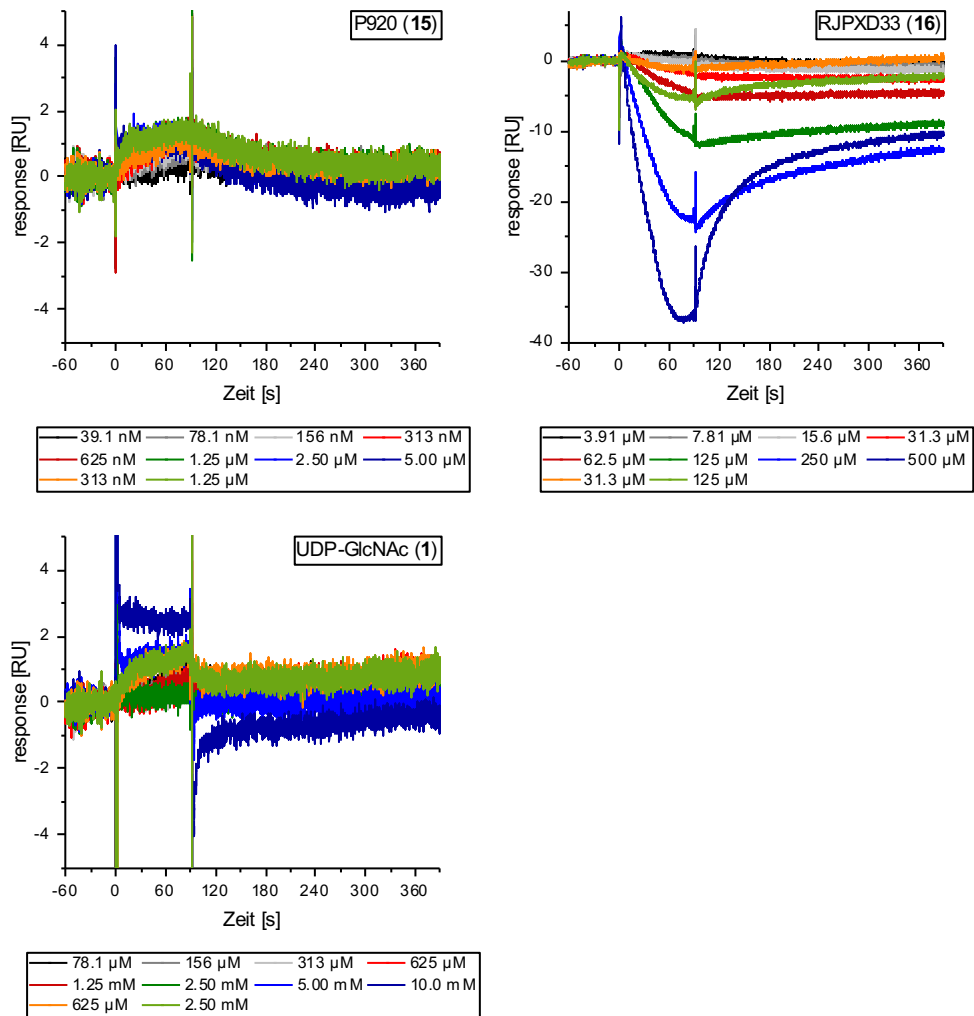 P920 (15)
response [RU]
4
2
0
-2
-4
-60 0 60 120 180 240 300 360
Zeit [s]
39.1 nM 78.1 nM 156 nM 313 nM
625 nM 1.25 µM 2.50 µM 5.00 µM
313 nM 1.25 µM
RJPXD33 (16)
response [RU]
0
-10
-20
-30
-40
-60 0 60 120 180 240 300 360
Zeit [s]
3.91 µM 7.81 µM 15.6 µM 31.3 µM
62.5 µM 125 µM 250 µM 500 µM
31.3 µM 125 µM
UDP-GlcNAc (1)
response [RU]
4
2
0
-2
-4
-60 0 60 120 180 240 300 360
Zeit [s]
78.1 µM 156 µM 313 µM 625 µM
1.25 mM 2.50 mM 5.00 mM 10.0 mM
625 µM 2.50 mM